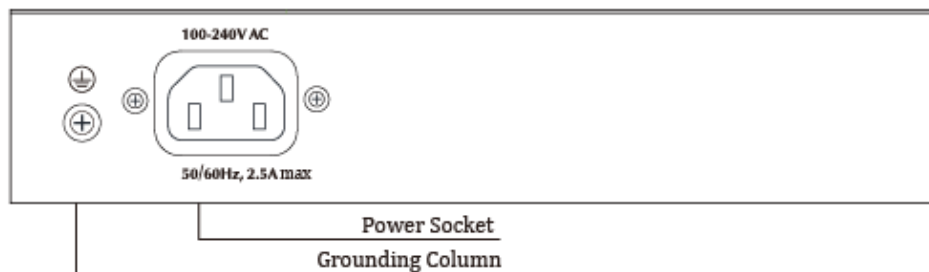 100-240V AC
50/60Hz, 2.5A max
Power Socket
Grounding Column